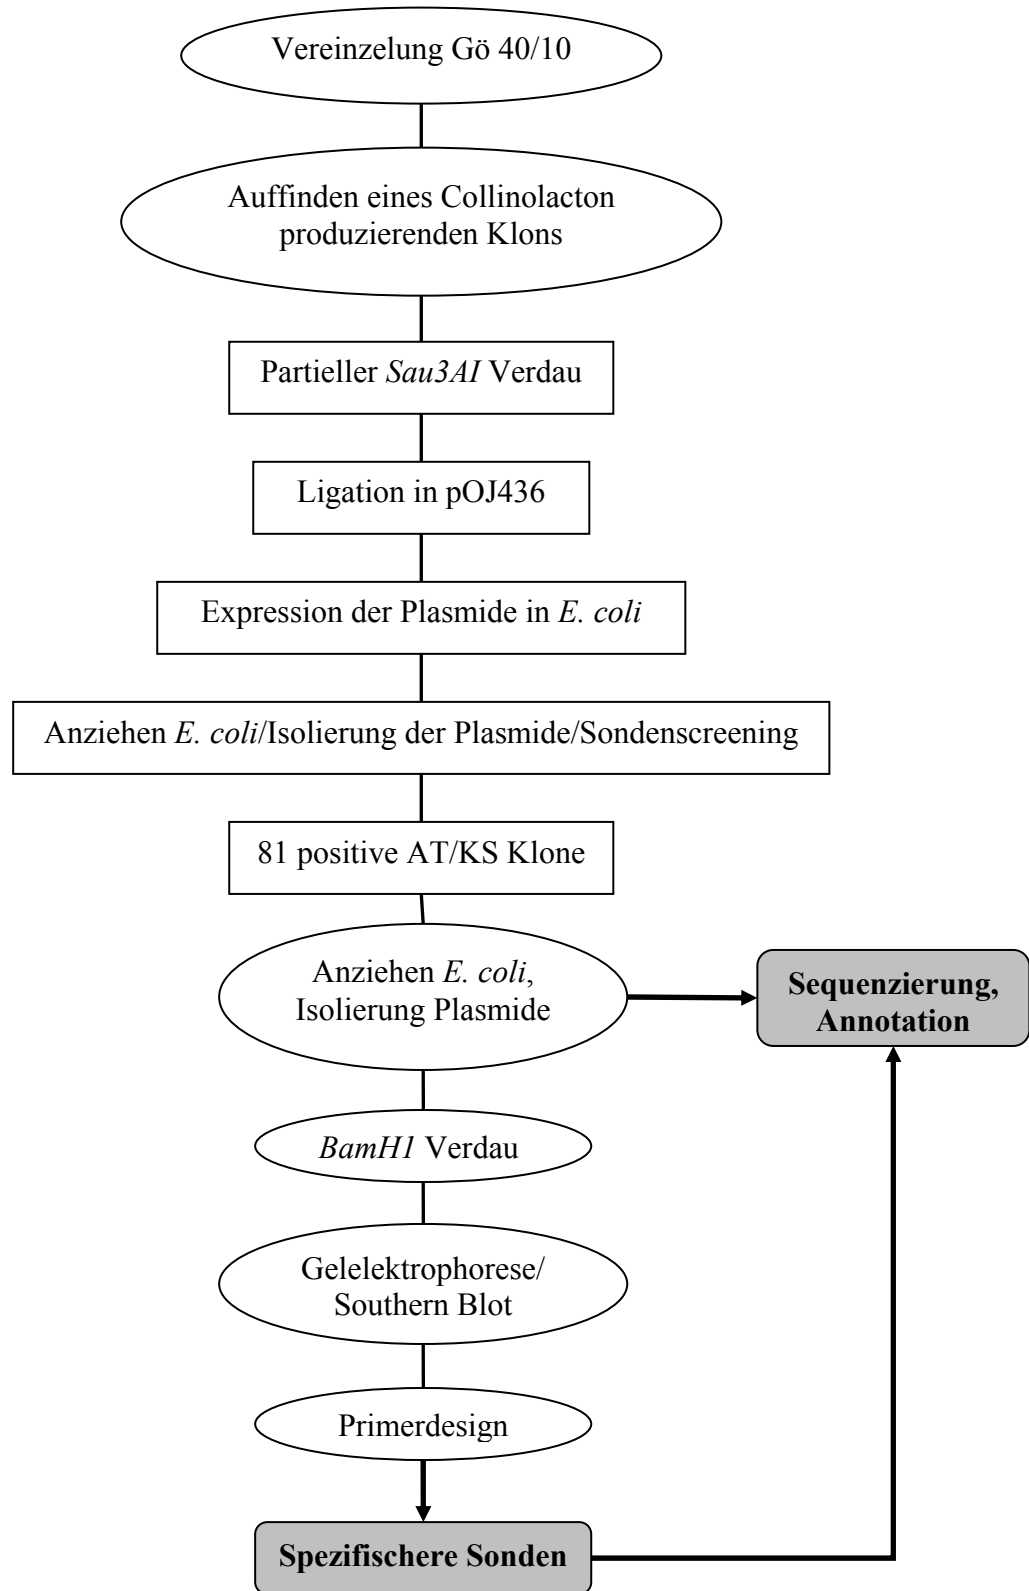 Vereinzelung Gö 40/10
Auffinden eines Collinolacton
produzierenden Klons
Partieller Sau3AI Verdau
Ligation in pOJ436
Expression der Plasmide in E. coli
Anziehen E. coli/Isolierung der Plasmide/Sondenscreening
81 positive AT/KS Klone
Anziehen E. coli,
Isolierung Plasmide
Sequenzierung,
Annotation
BamH1 Verdau
Gelelektrophorese/
Southern Blot
Primerdesign
Spezifischere Sonden